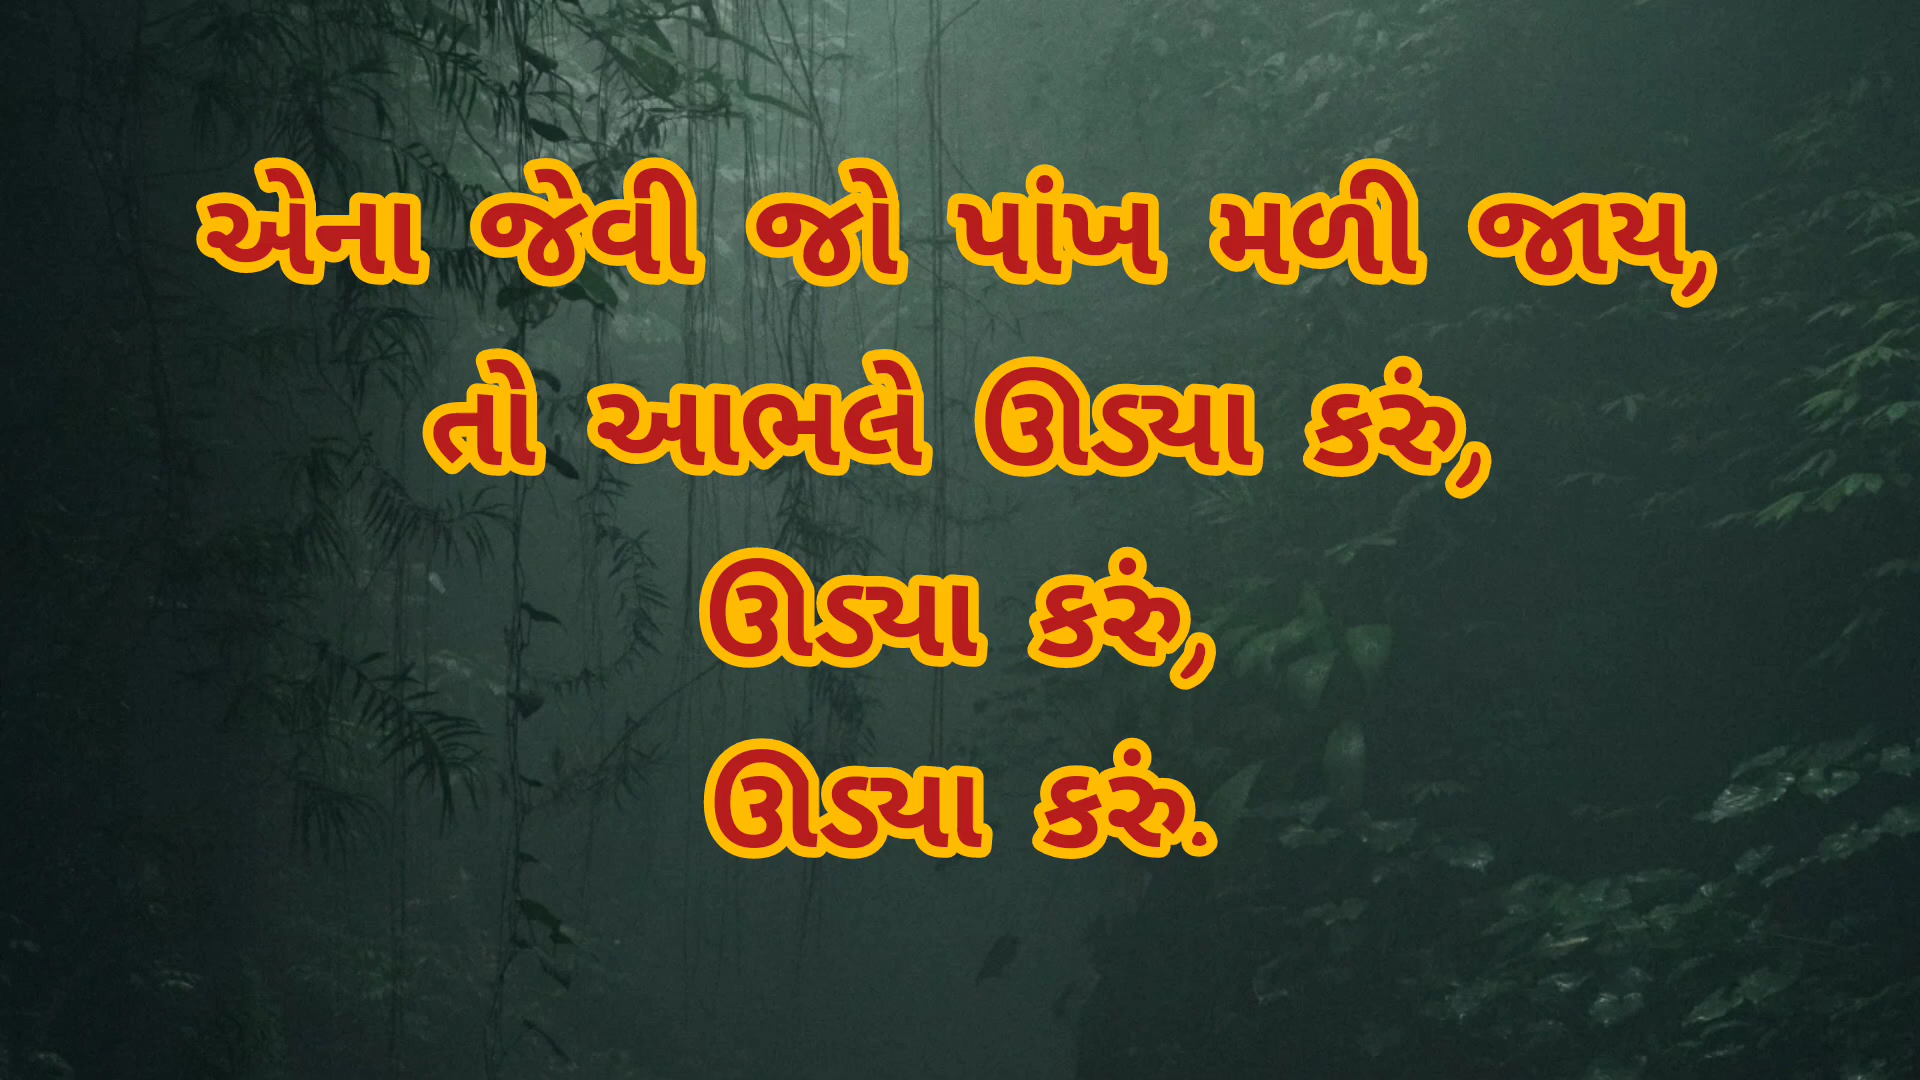 એના જેવી જો પાંખ મળી જાય,
તો આભલે ઊડ્યા કરું,
ઊડ્યા કરું,
ઊડ્યા કરું.